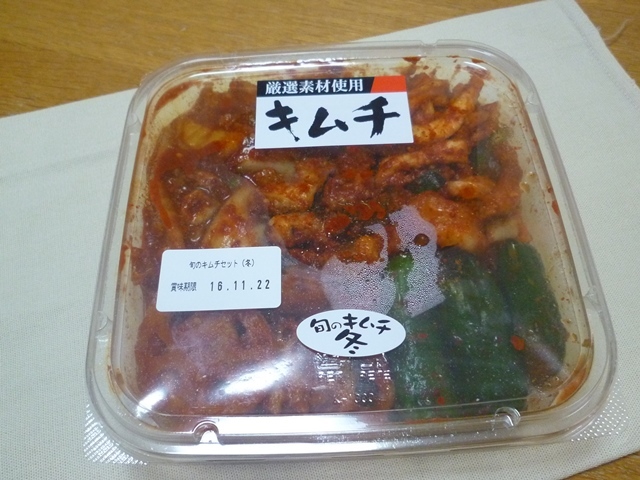 厳選素材使用
キムチ
旬のキムチセット（冬）
賞味期限 16.11.22
旬のキムチ
冬